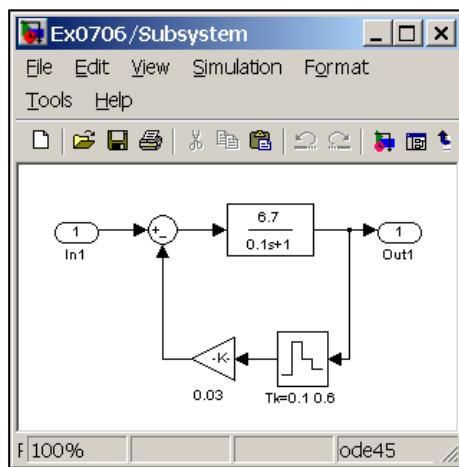 Ex0706/Subsystem
File Edit View Simulation Format
Tools Help
6.7
0.1s+1
1
In1
+
-
1
Out1
-K-
0.03
Tk=0.1 0.6
F 100%
ode45